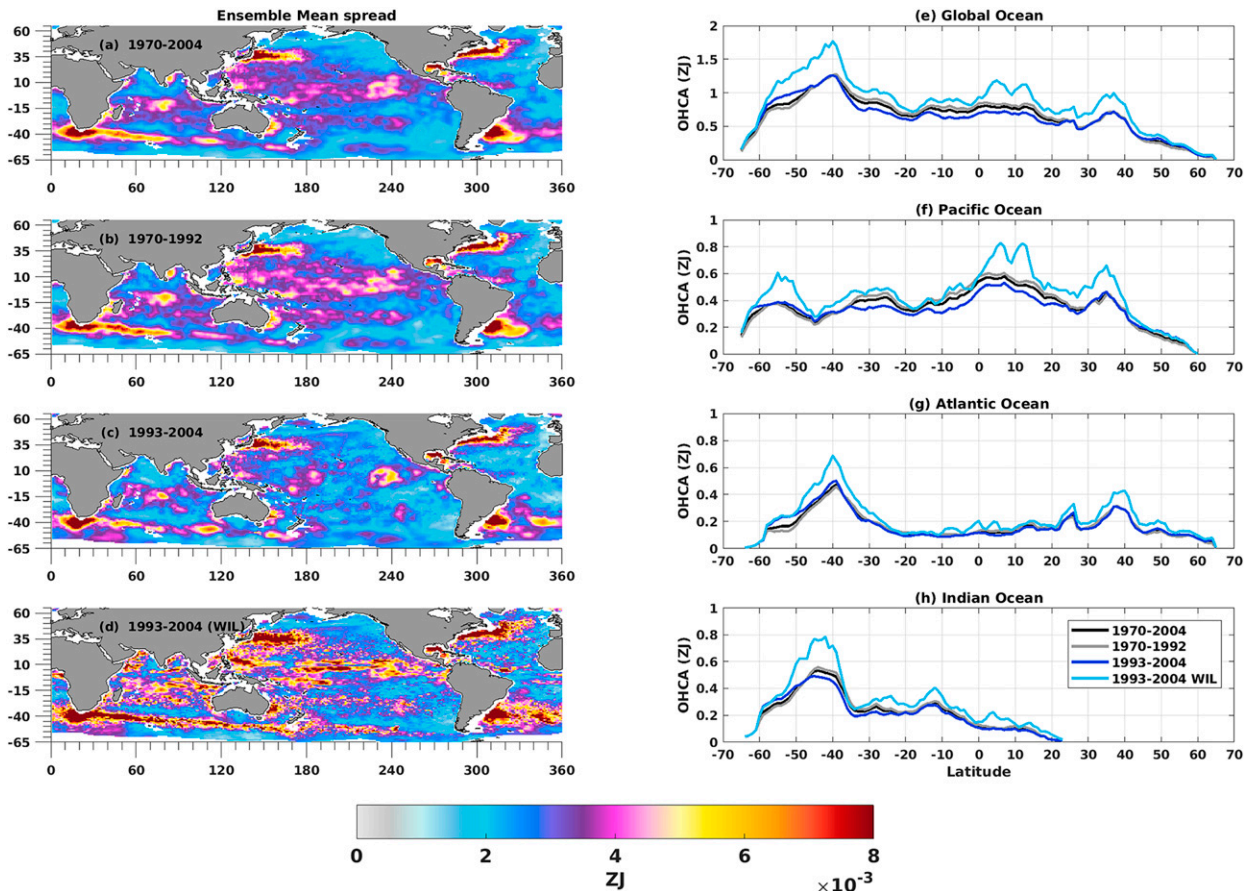 Ensemble Mean spread
(a) 1970-2004
60
35
10
-15
-40
-65
0 60 120 180 240 300 360
(b) 1970-1992
60
35
10
-15
-40
-65
0 60 120 180 240 300 360
(c) 1993-2004
60
35
10
-15
-40
-65
0 60 120 180 240 300 360
(d) 1993-2004 (WIL)
60
35
10
-15
-40
-65
0 60 120 180 240 300 360
(e) Global Ocean
OHCA (ZJ)
2
1.5
1
0.5
0
-70 -60 -50 -40 -30 -20 -10 0 10 20 30 40 50 60 70
(f) Pacific Ocean
OHCA (ZJ)
1
0.8
0.6
0.4
0.2
0
-70 -60 -50 -40 -30 -20 -10 0 10 20 30 40 50 60 70
(g) Atlantic Ocean
OHCA (ZJ)
1
0.8
0.6
0.4
0.2
0
-70 -60 -50 -40 -30 -20 -10 0 10 20 30 40 50 60 70
(h) Indian Ocean
OHCA (ZJ)
1
0.8
0.6
0.4
0.2
0
1970-2004
1970-1992
1993-2004
1993-2004 WIL
-70 -60 -50 -40 -30 -20 -10 0 10 20 30 40 50 60 70
Latitude
0 2 4 6 8
ZJ
×10⁻³